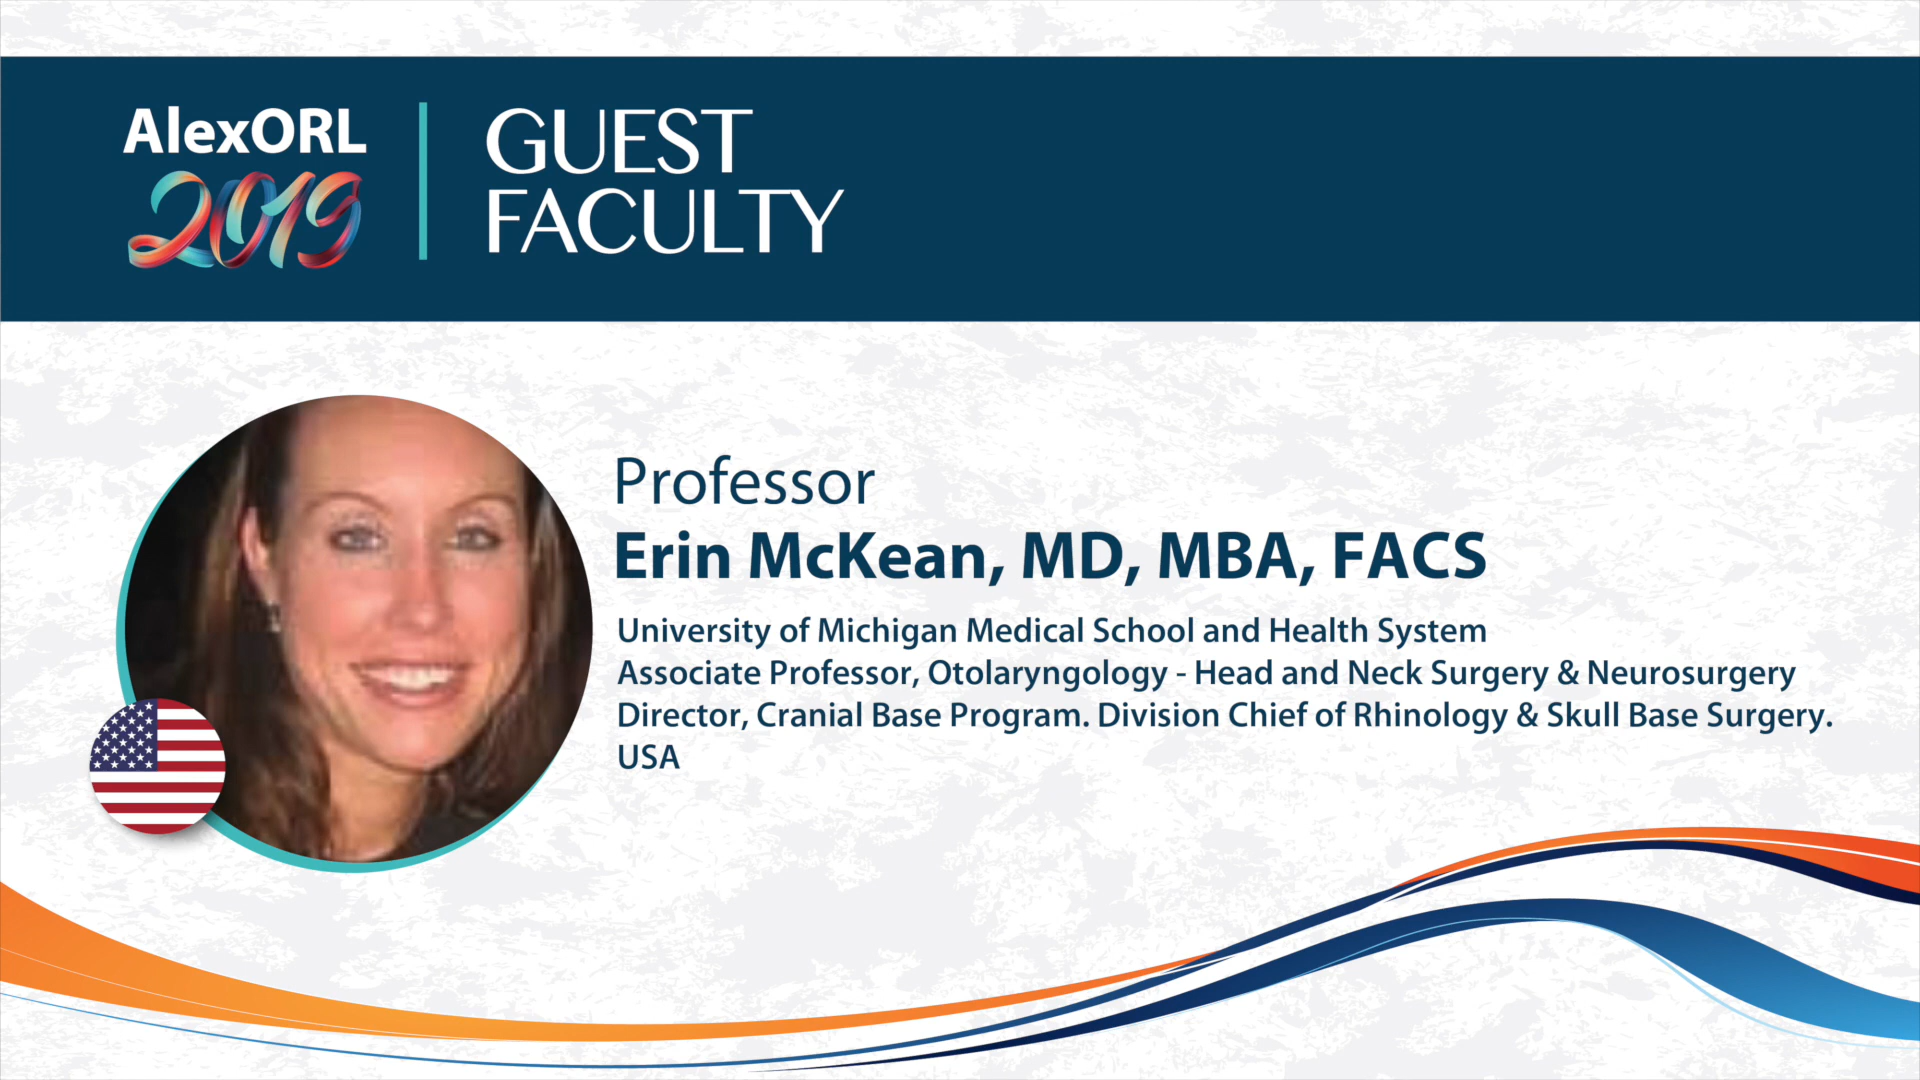 AlexORL
2019
GUEST
FACULTY
Professor
Erin McKean, MD, MBA, FACS
University of Michigan Medical School and Health System
Associate Professor, Otolaryngology - Head and Neck Surgery & Neurosurgery
Director, Cranial Base Program. Division Chief of Rhinology & Skull Base Surgery.
USA